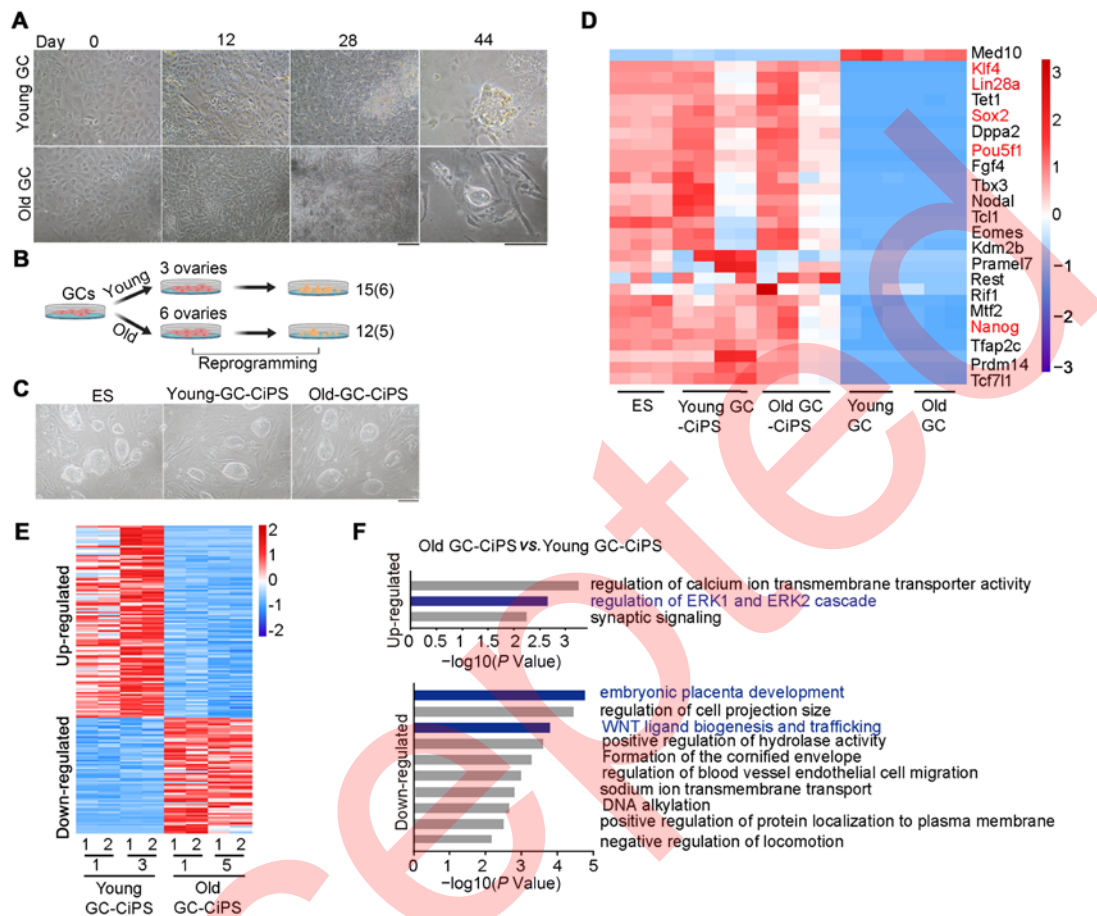 A
Day 0 12 28 44
Young GC
Old GC
B
GCs
Young
3 ovaries
15(6)
Old
6 ovaries
12(5)
Reprogramming
C
ES Young-GC-CiPS Old-GC-CiPS
D
Med10
Klf4
Lin28a
Tet1
Sox2
Dppa2
Pou5f1
Fgf4
Tbx3
Nodal
Tcl1
Eomes
Kdm2b
Pramel7
Rest
Rif1
Mtf2
Nanog
Tfap2c
Prdm14
Tcf7l1
3
2
1
0
−1
−2
−3
ES Young GC Old GC Young Old
-CiPS -CiPS GC GC
E
Up-regulated
Down-regulated
2
1
0
-1
-2
1 2 1 2 1 2 1 2
1 3 1 5
Young Old
GC-CiPS GC-CiPS
F
Old GC-CiPS vs. Young GC-CiPS
Up-regulated
regulation of calcium ion transmembrane transporter activity
regulation of ERK1 and ERK2 cascade
synaptic signaling
0 0.5 1 1.5 2 2.5 3
−log10(P Value)
Down-regulated
embryonic placenta development
regulation of cell projection size
WNT ligand biogenesis and trafficking
positive regulation of hydrolase activity
Formation of the cornified envelope
regulation of blood vessel endothelial cell migration
sodium ion transmembrane transport
DNA alkylation
positive regulation of protein localization to plasma membrane
negative regulation of locomotion
0 1 2 3 4 5
−log10(P Value)
cepted